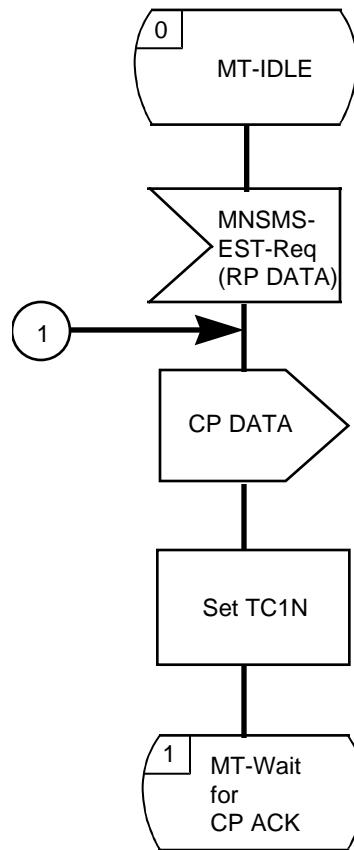 0
MT-IDLE
MNSMS-
EST-Req
(RP DATA)
1
CP DATA
Set TC1N
1
MT-Wait
for
CP ACK